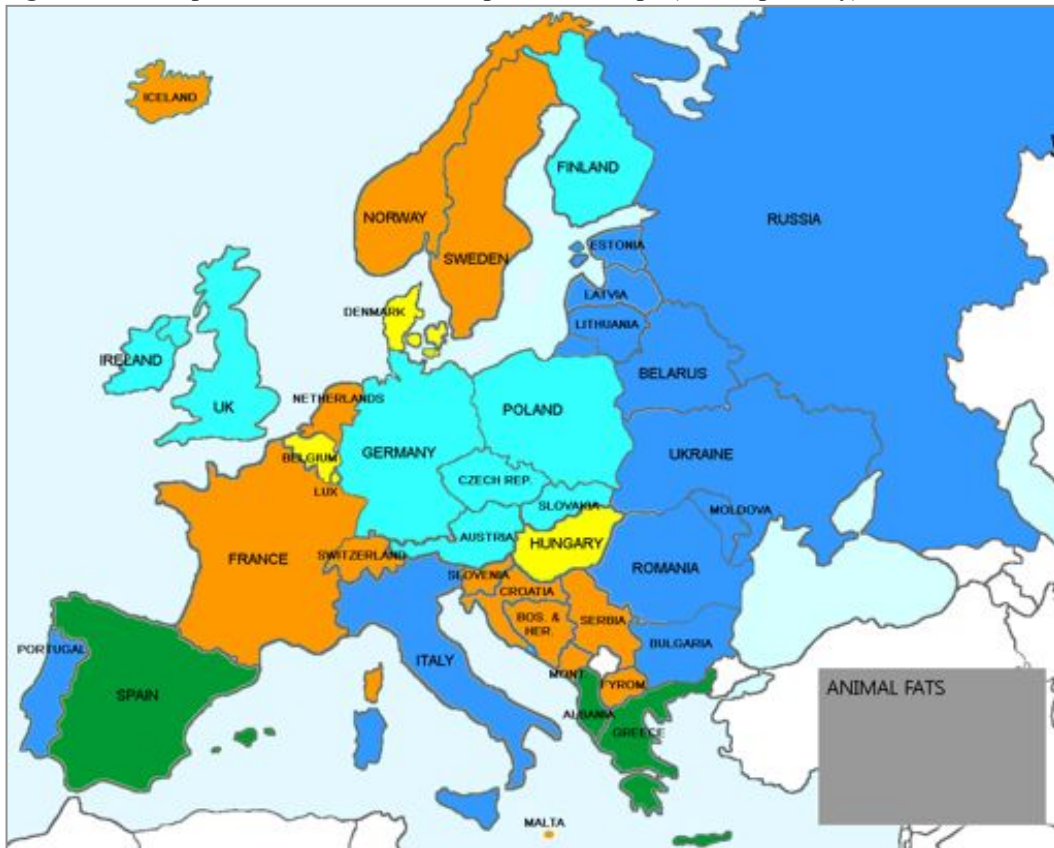 ICELAND
FINLAND
RUSSIA
NORWAY
SWEDEN
ESTONIA
LATVIA
DENMARK
LITHUANIA
IRELAND
BELARUS
UK
NETHERLANDS
POLAND
GERMANY
UKRAINE
BELGIUM
CZECH REP.
LUX
SLOVAKIA
MOLDOVA
AUSTRIA
HUNGARY
FRANCE
SWITZERLAND
ROMANIA
SLOVENIA
CROATIA
BOS. &
HER.
SERBIA
BULGARIA
PORTUGAL
ITALY
MONT.
SPAIN
FYROM
ALBANIA
GREECE
ANIMAL FATS
MALTA